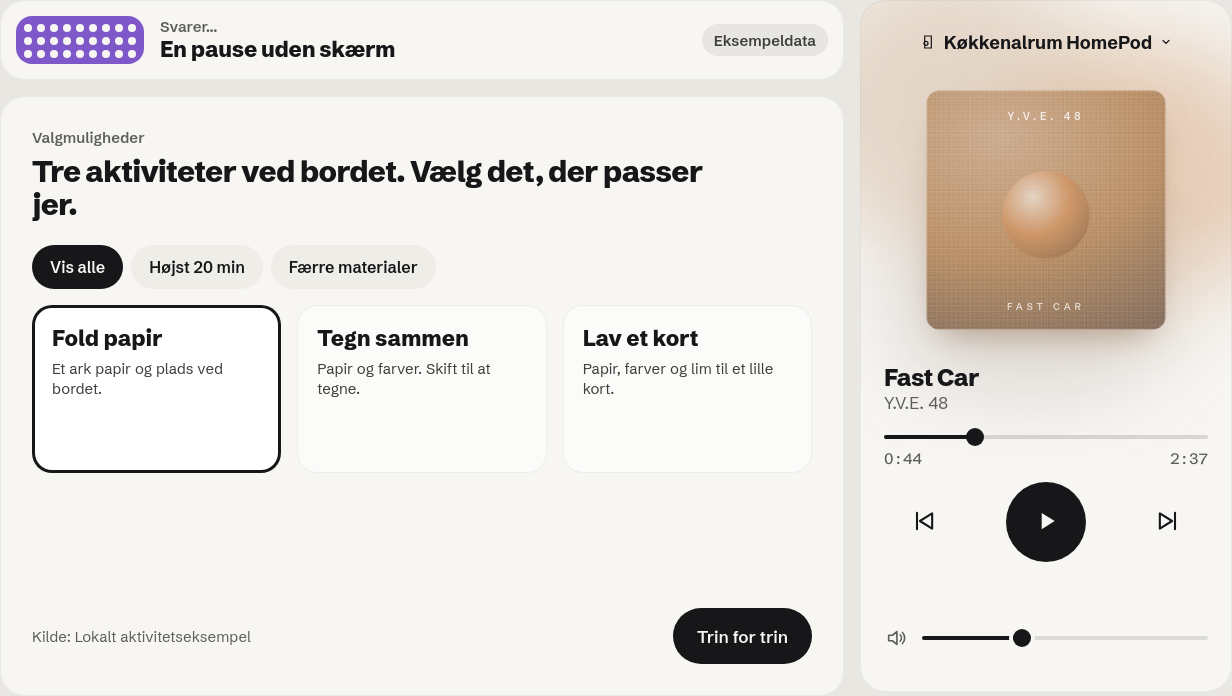 Svarer...
En pause uden skærm
Eksempeldata
Valgmuligheder
Tre aktiviteter ved bordet. Vælg det, der passer
jer.
Vis alle
Højst 20 min
Færre materialer
Fold papir
Et ark papir og plads ved
bordet.
Tegn sammen
Papir og farver. Skift til at
tegne.
Lav et kort
Papir, farver og lim til et lille
kort.
Kilde: Lokalt aktivitetseksempel
Trin for trin
Køkkenalrum HomePod
Y.V.E. 48
FAST CAR
Fast Car
Y.V.E. 48
0:44
2:37